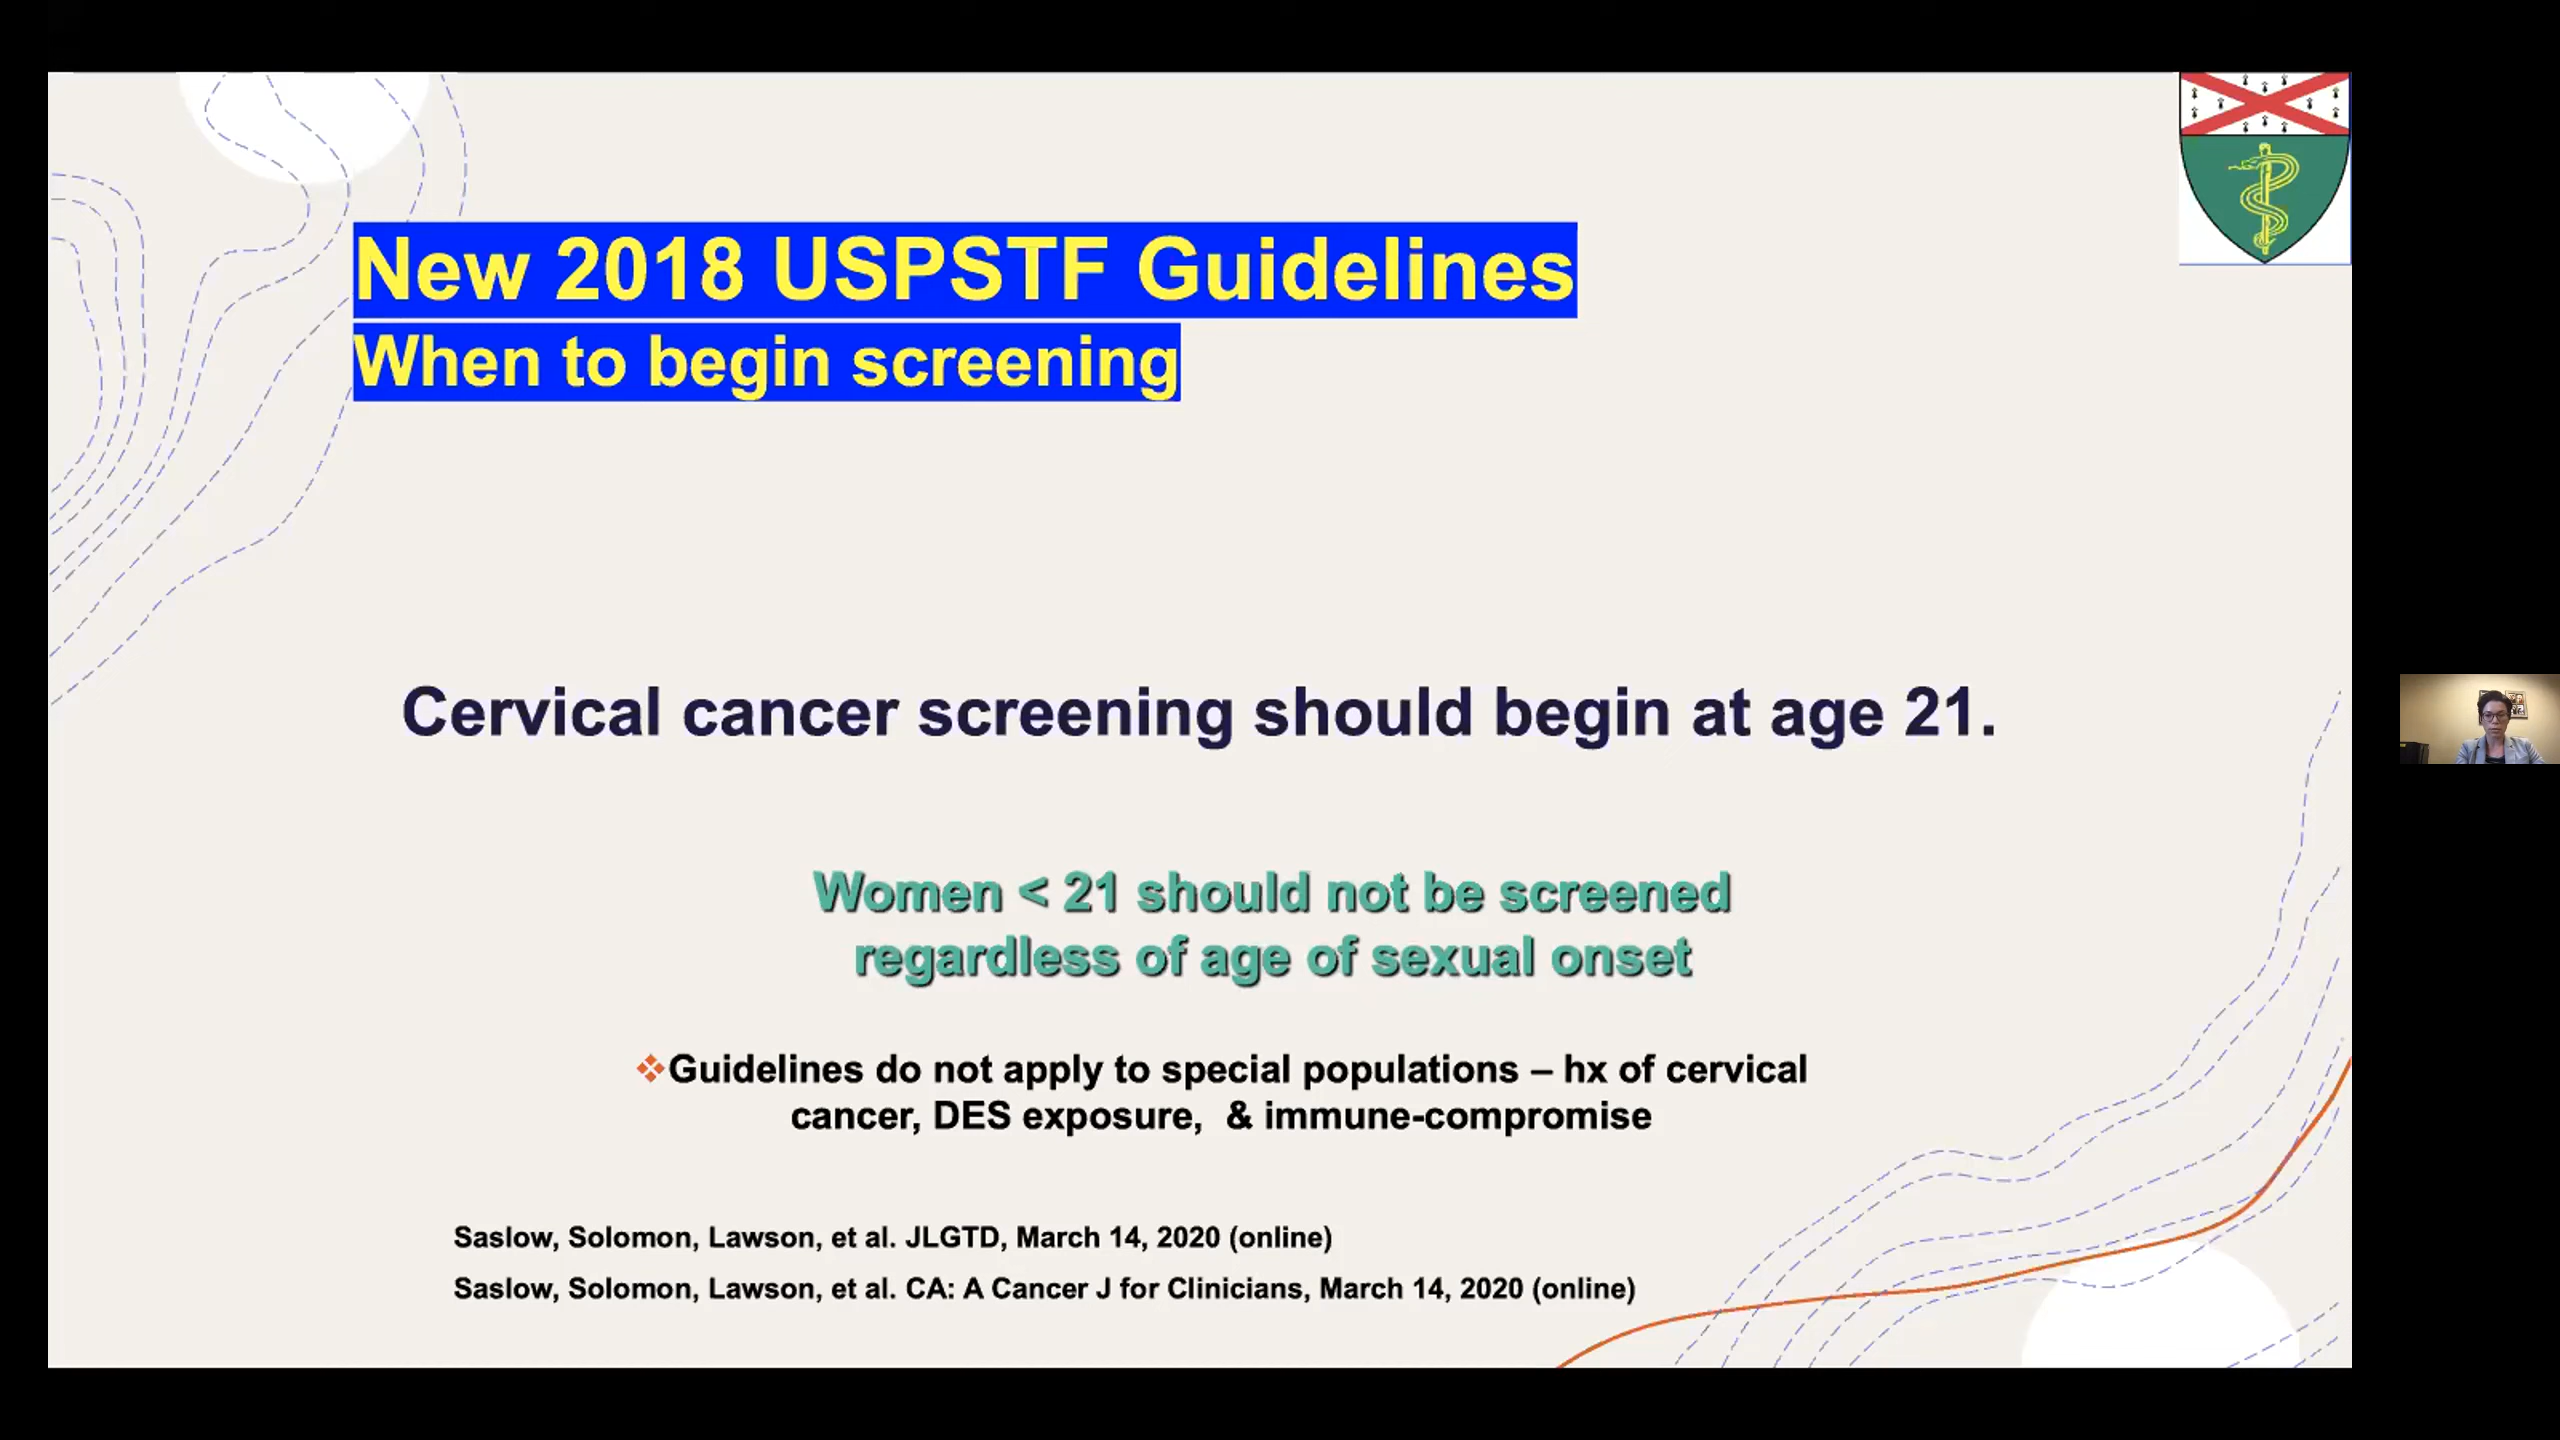 New 2018 USPSTF Guidelines
When to begin screening
Cervical cancer screening should begin at age 21.
Women < 21 should not be screened
regardless of age of sexual onset
❖Guidelines do not apply to special populations – hx of cervical
cancer, DES exposure,  & immune-compromise
Saslow, Solomon, Lawson, et al. JLGTD, March 14, 2020 (online)
Saslow, Solomon, Lawson, et al. CA: A Cancer J for Clinicians, March 14, 2020 (online)